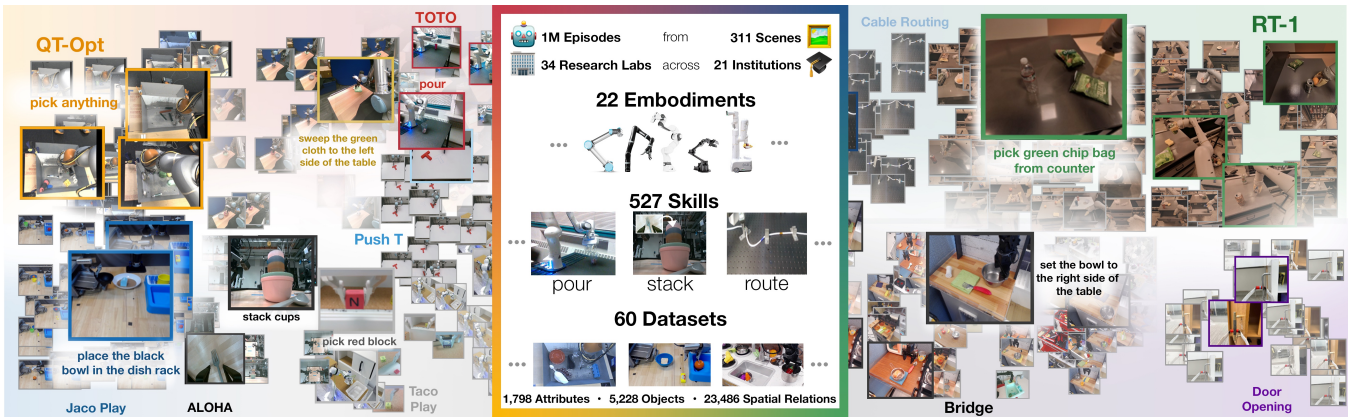 QT-Opt
pick anything
sweep the green
cloth to the left
side of the table
TOTO
pour
Push T
place the black
bowl in the dish rack
Jaco Play
stack cups
ALOHA
N
pick red block
Taco
Play
1M Episodes from 311 Scenes
34 Research Labs across 21 Institutions
22 Embodiments
527 Skills
pour stack route
60 Datasets
1,798 Attributes • 5,228 Objects • 23,486 Spatial Relations
Cable Routing
pick green chip bag
from counter
RT-1
set the bowl to
the right side of
the table
Bridge
Door
Opening